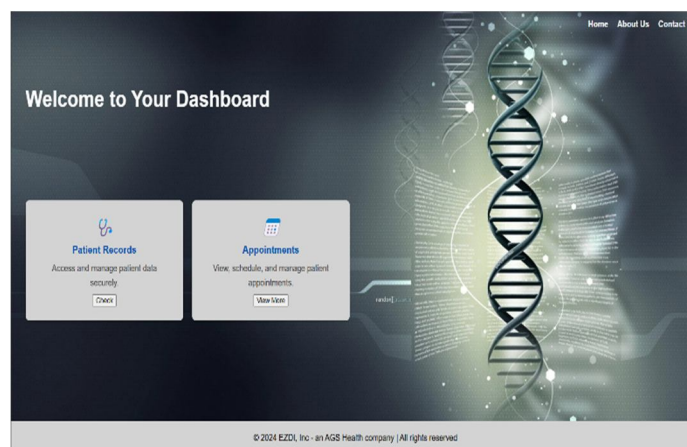 Home About Us Contact
Welcome to Your Dashboard
Patient Records
Access and manage patient data
securely.
Check
Appointments
View, schedule, and manage patient
appointments.
View More
© 2024 EZDI, Inc - an AGS Health company | All rights reserved